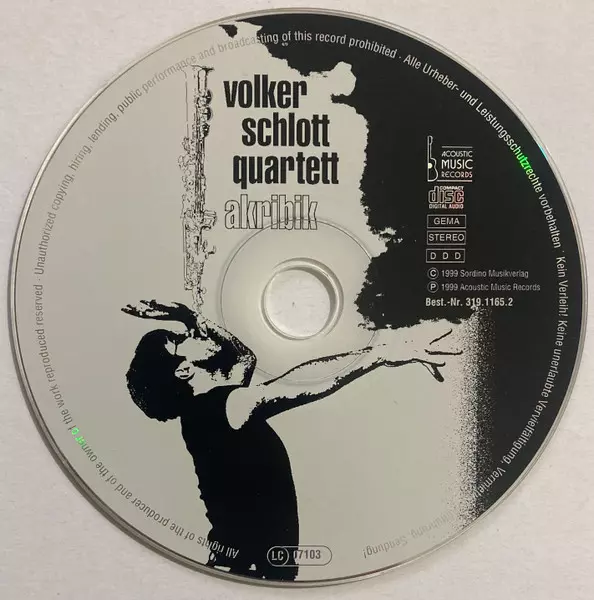 volker
schlott
quartett
akribik
ACOUSTIC
MUSIC
RECORDS
COMPACT
disc
DIGITAL AUDIO
GEMA
STEREO
D D D
C 1999 Sordino Musikverlag
P 1999 Acoustic Music Records
Best.-Nr. 319.1165.2
LC 07103
All rights of the producer and of the owner of the work reproduced reserved · Unauthorized copying, hiring, lending, public performance and broadcasting of this record prohibited · Alle Urheber- und Leistungsschutzrechte vorbehalten · Kein Verleih! Keine unerlaubte Vervielfältigung, Sendung!